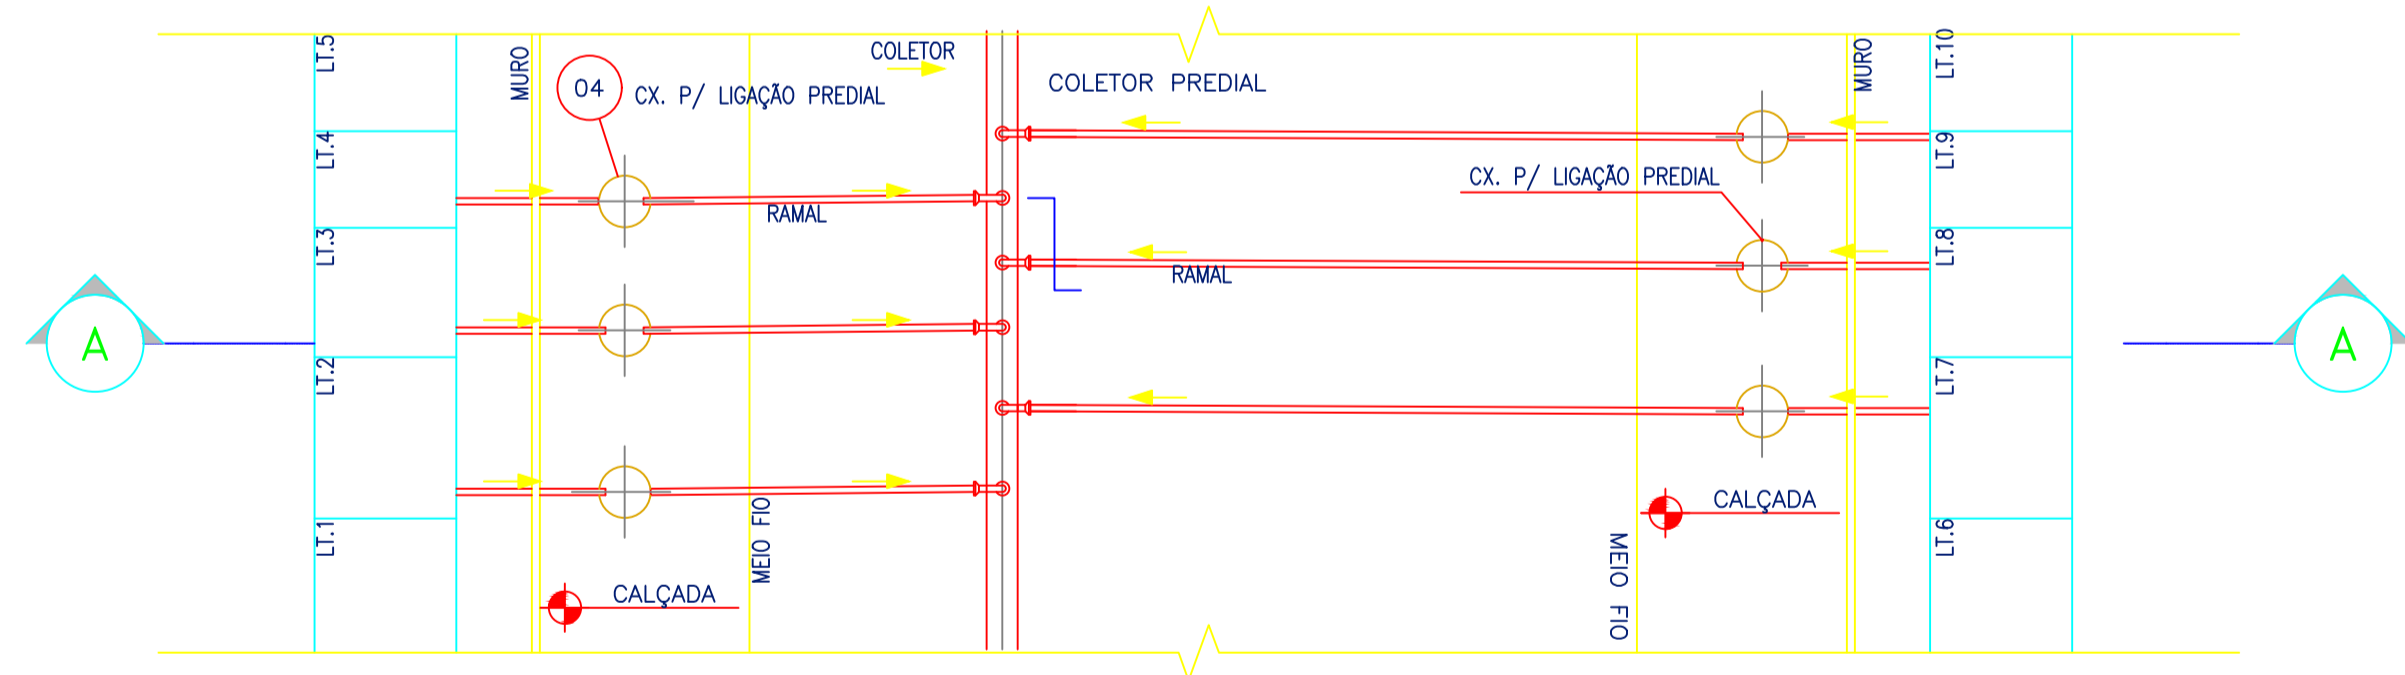 LT.5
MURO
COLETOR
MURO
LT.10
04
CX. P/ LIGAÇÃO PREDIAL
COLETOR PREDIAL
LT.4
LT.9
CX. P/ LIGAÇÃO PREDIAL
RAMAL
LT.3
LT.8
RAMAL
A
A
LT.2
LT.7
CALÇADA
LT.1
MEIO FIO
MEIO FIO
LT.6
CALÇADA